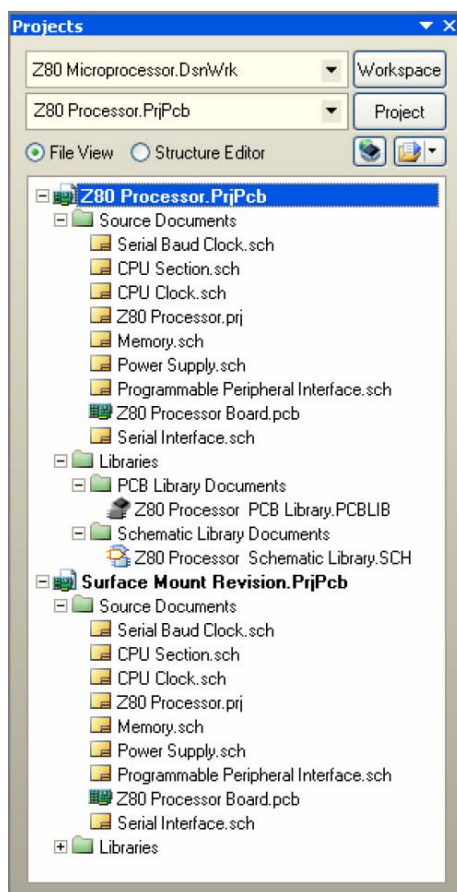 Projects
Z80 Microprocessor.DsnWrk
Workspace
Z80 Processor.PrjPcb
Project
File View
Structure Editor
Z80 Processor.PrjPcb
Source Documents
Serial Baud Clock.sch
CPU Section.sch
CPU Clock.sch
Z80 Processor.prj
Memory.sch
Power Supply.sch
Programmable Peripheral Interface.sch
Z80 Processor Board.pcb
Serial Interface.sch
Libraries
PCB Library Documents
Z80 Processor PCB Library.PCBLIB
Schematic Library Documents
Z80 Processor Schematic Library.SCH
Surface Mount Revision.PrjPcb
Source Documents
Serial Baud Clock.sch
CPU Section.sch
CPU Clock.sch
Z80 Processor.prj
Memory.sch
Power Supply.sch
Programmable Peripheral Interface.sch
Z80 Processor Board.pcb
Serial Interface.sch
Libraries